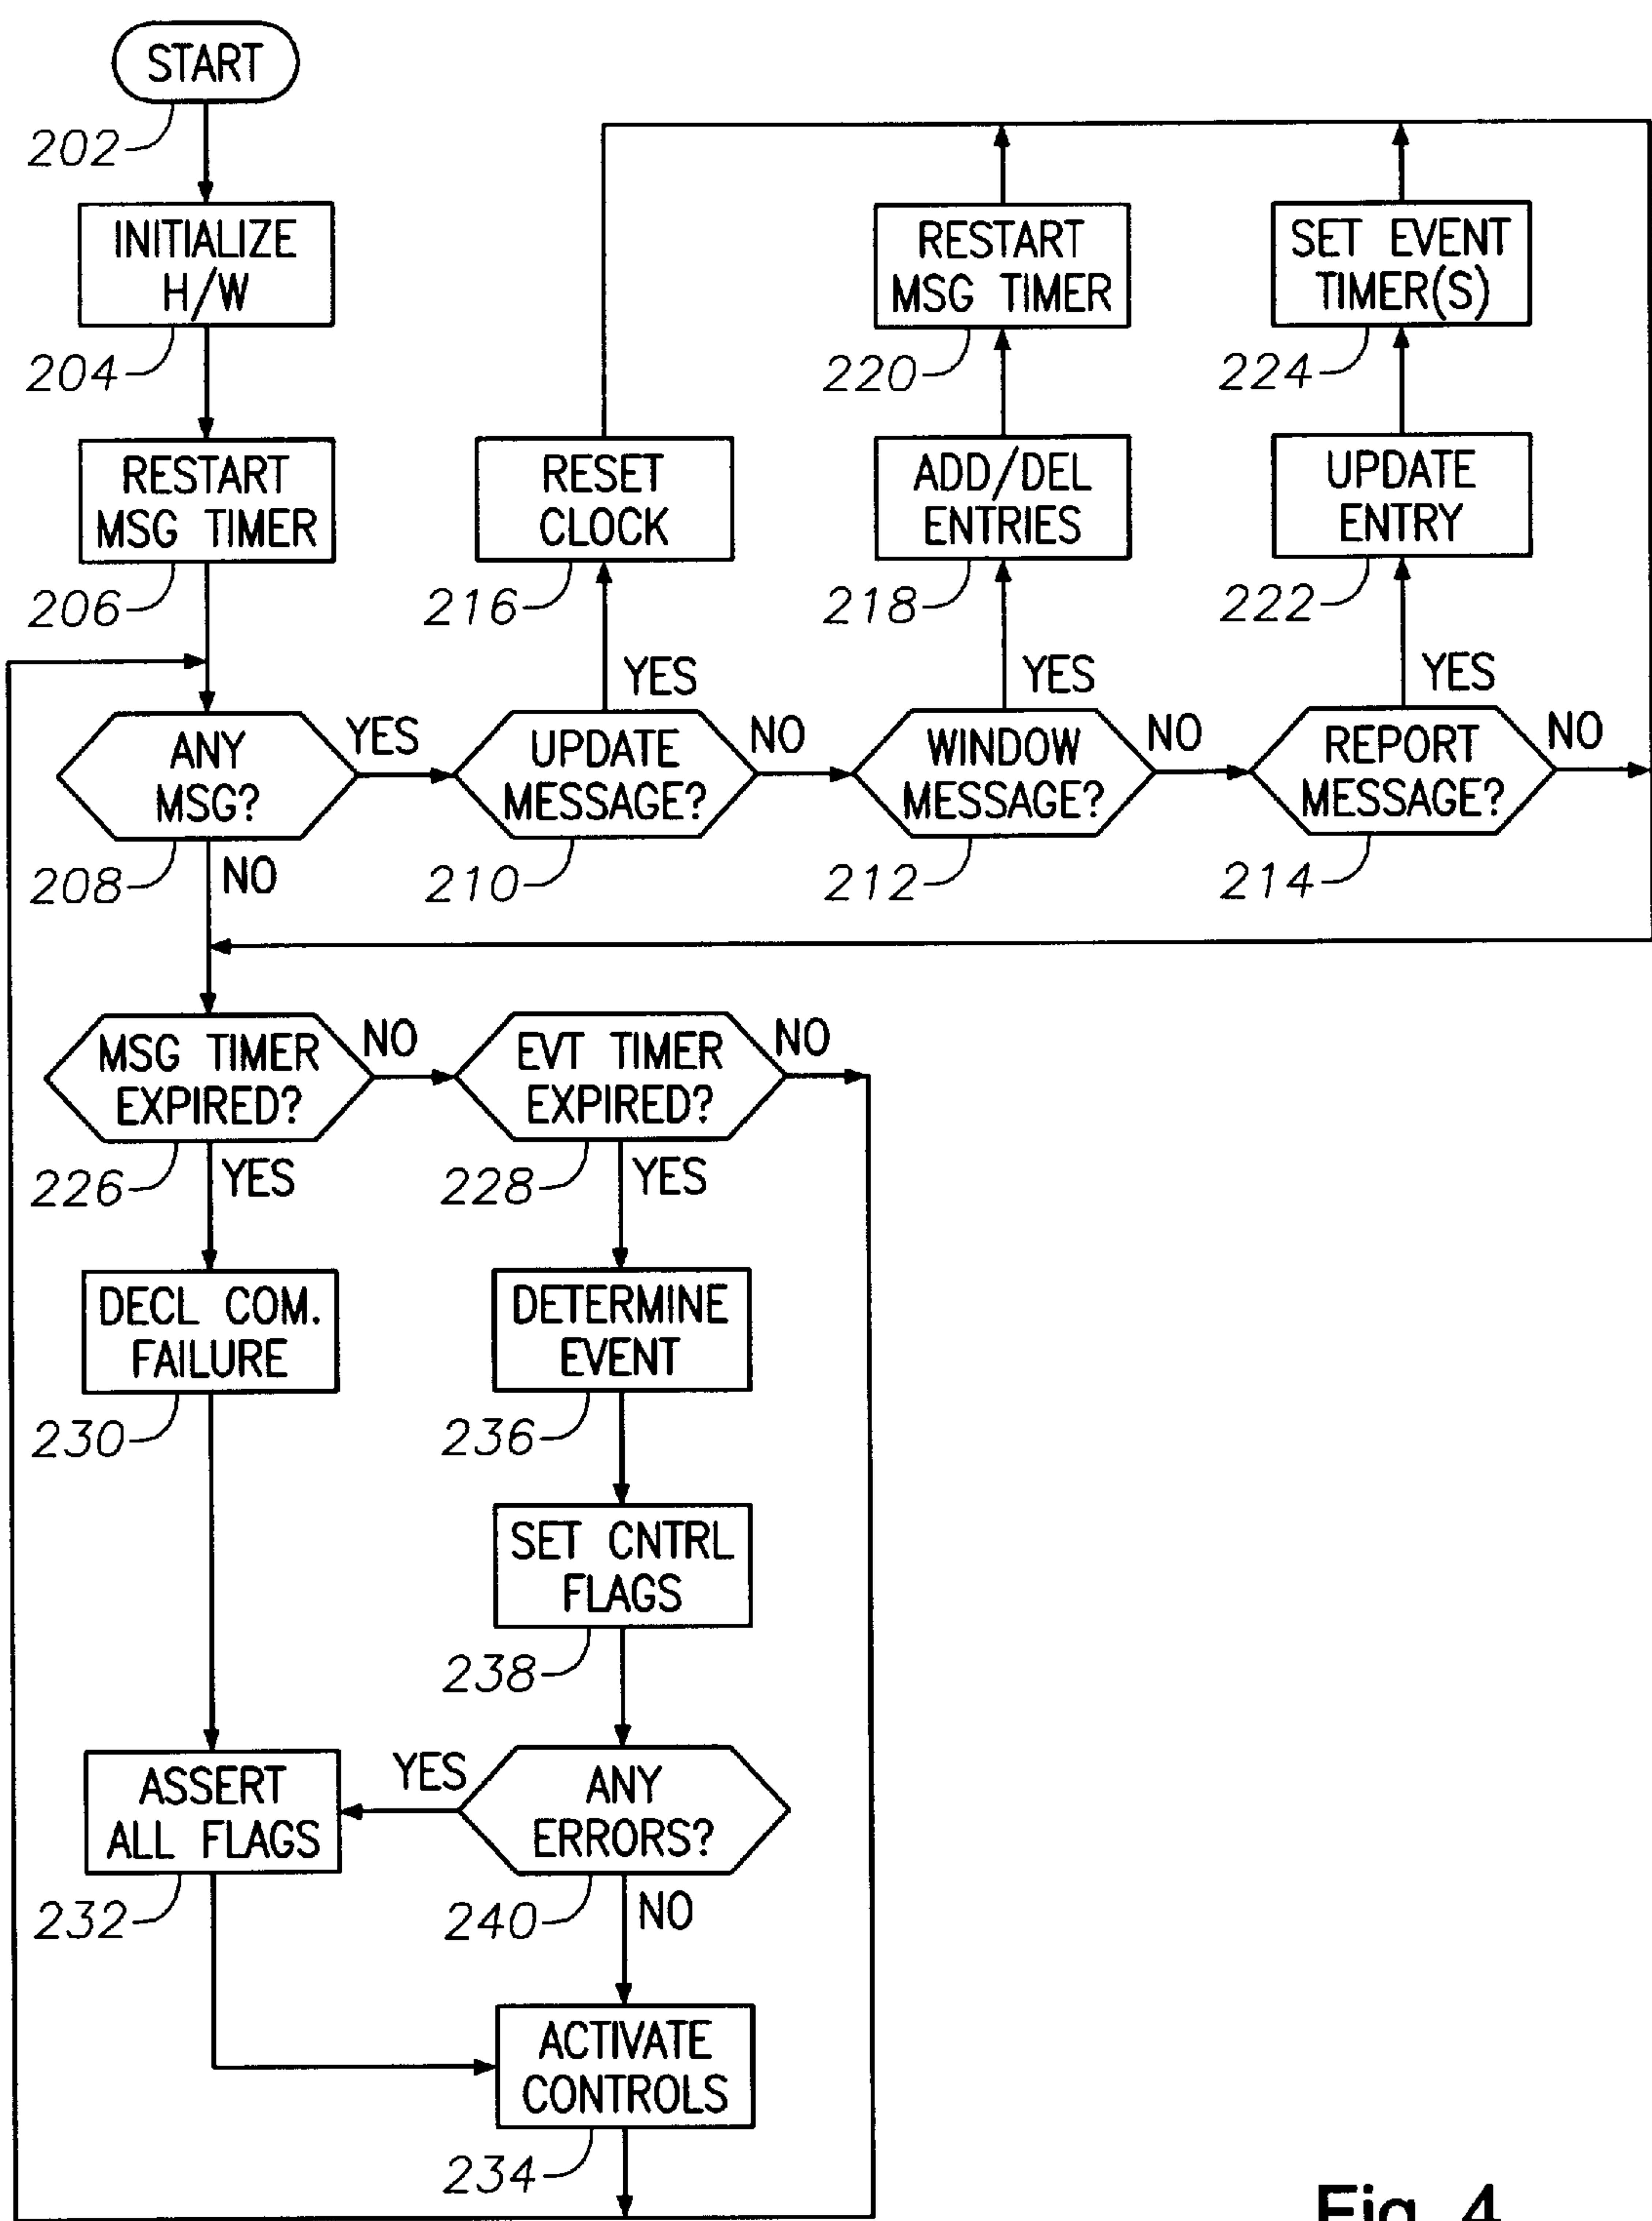 START
202
INITIALIZE
H/W
204
RESTART
MSG TIMER
206
RESET
CLOCK
216
RESTART
MSG TIMER
220
ADD/DEL
ENTRIES
218
SET EVENT
TIMER(S)
224
UPDATE
ENTRY
222
YES
YES
YES
ANY
MSG?
208
YES
NO
UPDATE
MESSAGE?
210
NO
WINDOW
MESSAGE?
212
NO
REPORT
MESSAGE?
214
NO
MSG TIMER
EXPIRED?
226
NO
YES
EVT TIMER
EXPIRED?
228
NO
YES
DECL COM.
FAILURE
230
DETERMINE
EVENT
236
SET CNTRL
FLAGS
238
ASSERT
ALL FLAGS
232
YES
ANY
ERRORS?
240
NO
ACTIVATE
CONTROLS
234
Fig. 4